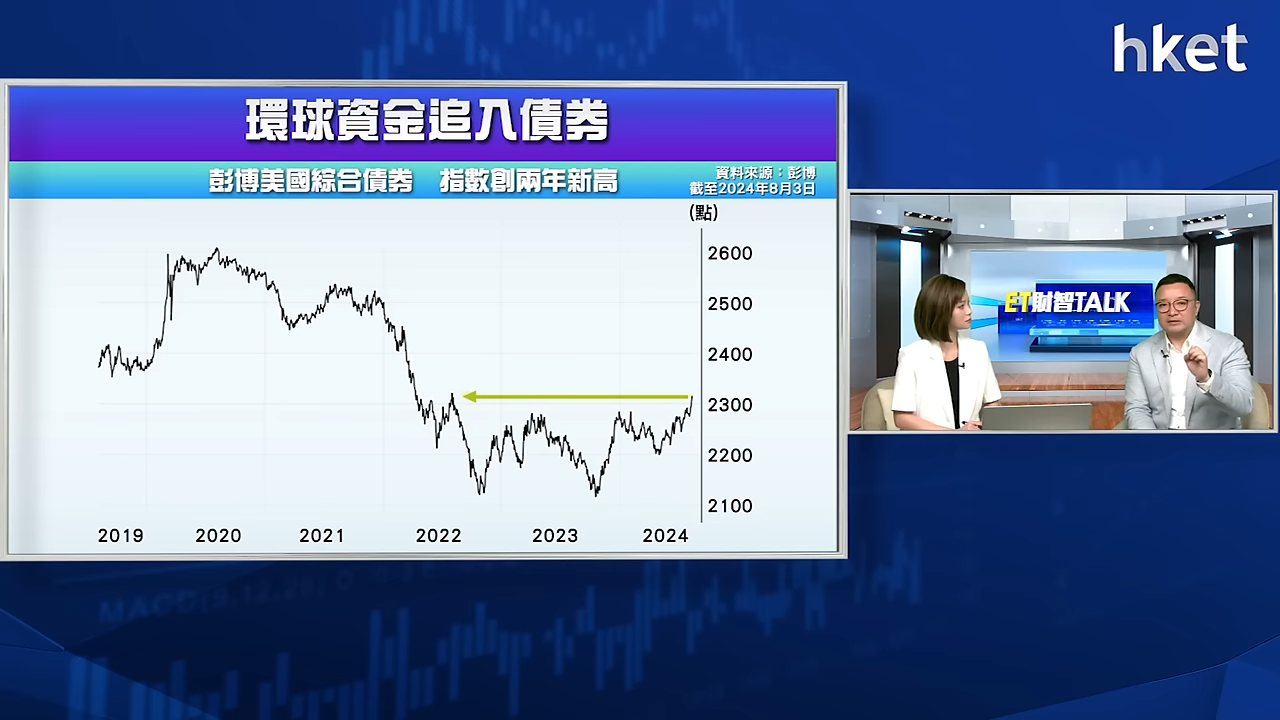 hket
環球資金追入債券
彭博美國綜合債券 指數創兩年新高
資料來源：彭博
截至2024年8月3日
(點)
2600
2500
2400
2300
2200
2100
2019 2020 2021 2022 2023 2024
ET財智TALK